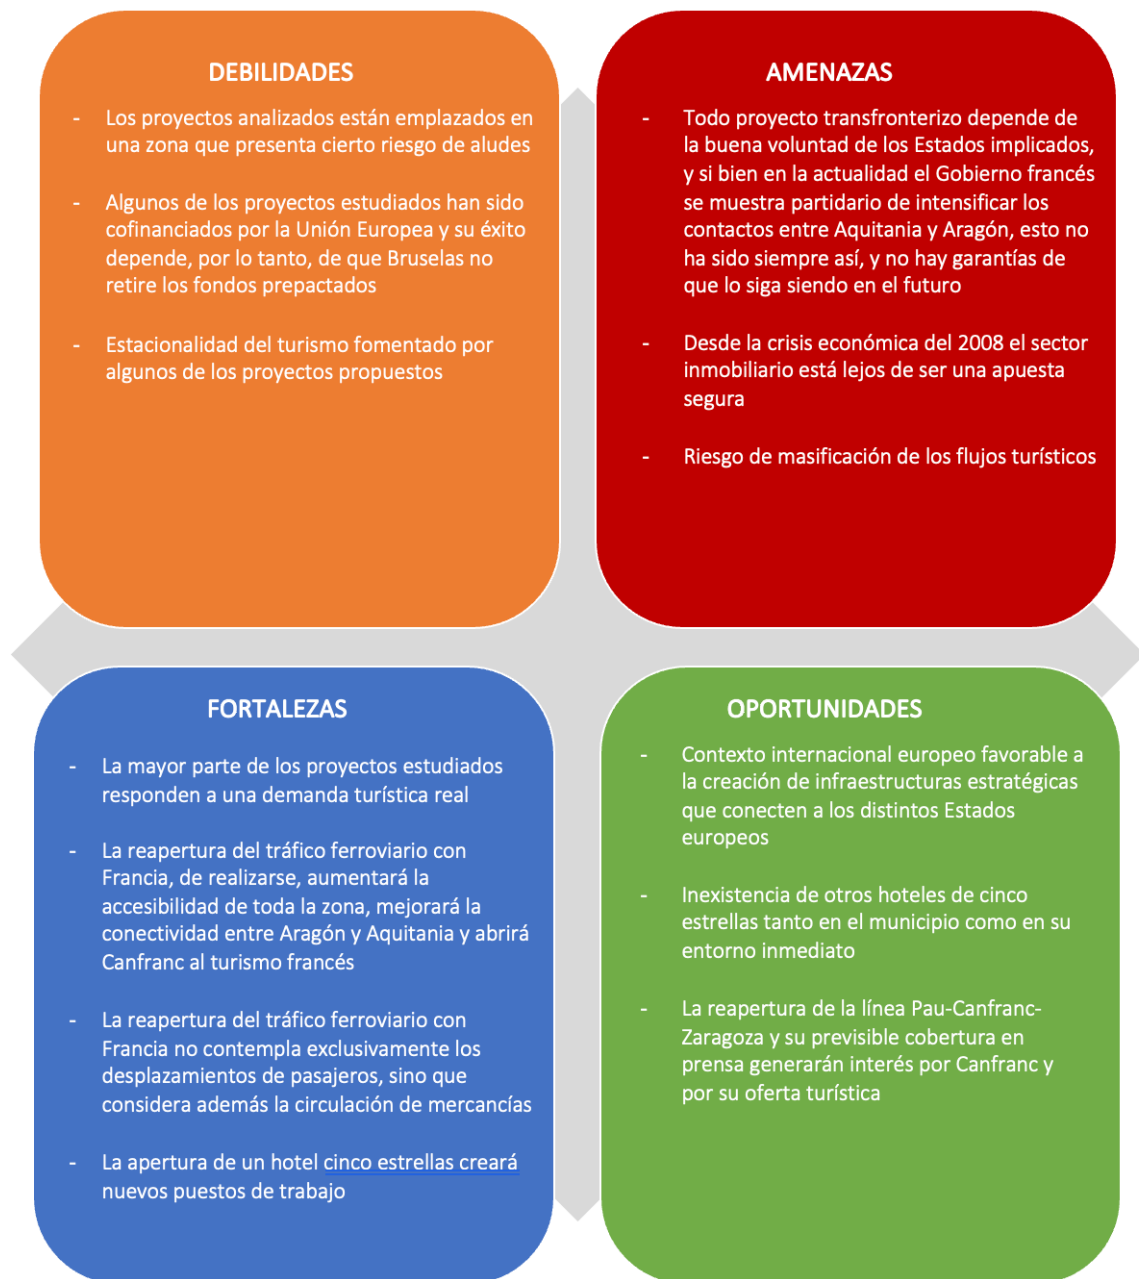 DEBILIDADES
- Los proyectos analizados están emplazados en
una zona que presenta cierto riesgo de aludes
- Algunos de los proyectos estudiados han sido
cofinanciados por la Unión Europea y su éxito
depende, por lo tanto, de que Bruselas no
retire los fondos prepactados
- Estacionalidad del turismo fomentado por
algunos de los proyectos propuestos
AMENAZAS
- Todo proyecto transfronterizo depende de
la buena voluntad de los Estados implicados,
y si bien en la actualidad el Gobierno francés
se muestra partidario de intensificar los
contactos entre Aquitania y Aragón, esto no
ha sido siempre así, y no hay garantías de
que lo siga siendo en el futuro
- Desde la crisis económica del 2008 el sector
inmobiliario está lejos de ser una apuesta
segura
- Riesgo de masificación de los flujos turísticos
FORTALEZAS
- La mayor parte de los proyectos estudiados
responden a una demanda turística real
- La reapertura del tráfico ferroviario con
Francia, de realizarse, aumentará la
accesibilidad de toda la zona, mejorará la
conectividad entre Aragón y Aquitania y abrirá
Canfranc al turismo francés
- La reapertura del tráfico ferroviario con
Francia no contempla exclusivamente los
desplazamientos de pasajeros, sino que
considera además la circulación de mercancías
- La apertura de un hotel cinco estrellas creará
nuevos puestos de trabajo
OPORTUNIDADES
- Contexto internacional europeo favorable a
la creación de infraestructuras estratégicas
que conecten a los distintos Estados
europeos
- Inexistencia de otros hoteles de cinco
estrellas tanto en el municipio como en su
entorno inmediato
- La reapertura de la línea Pau-Canfranc-
Zaragoza y su previsible cobertura en
prensa generarán interés por Canfranc y
por su oferta turística